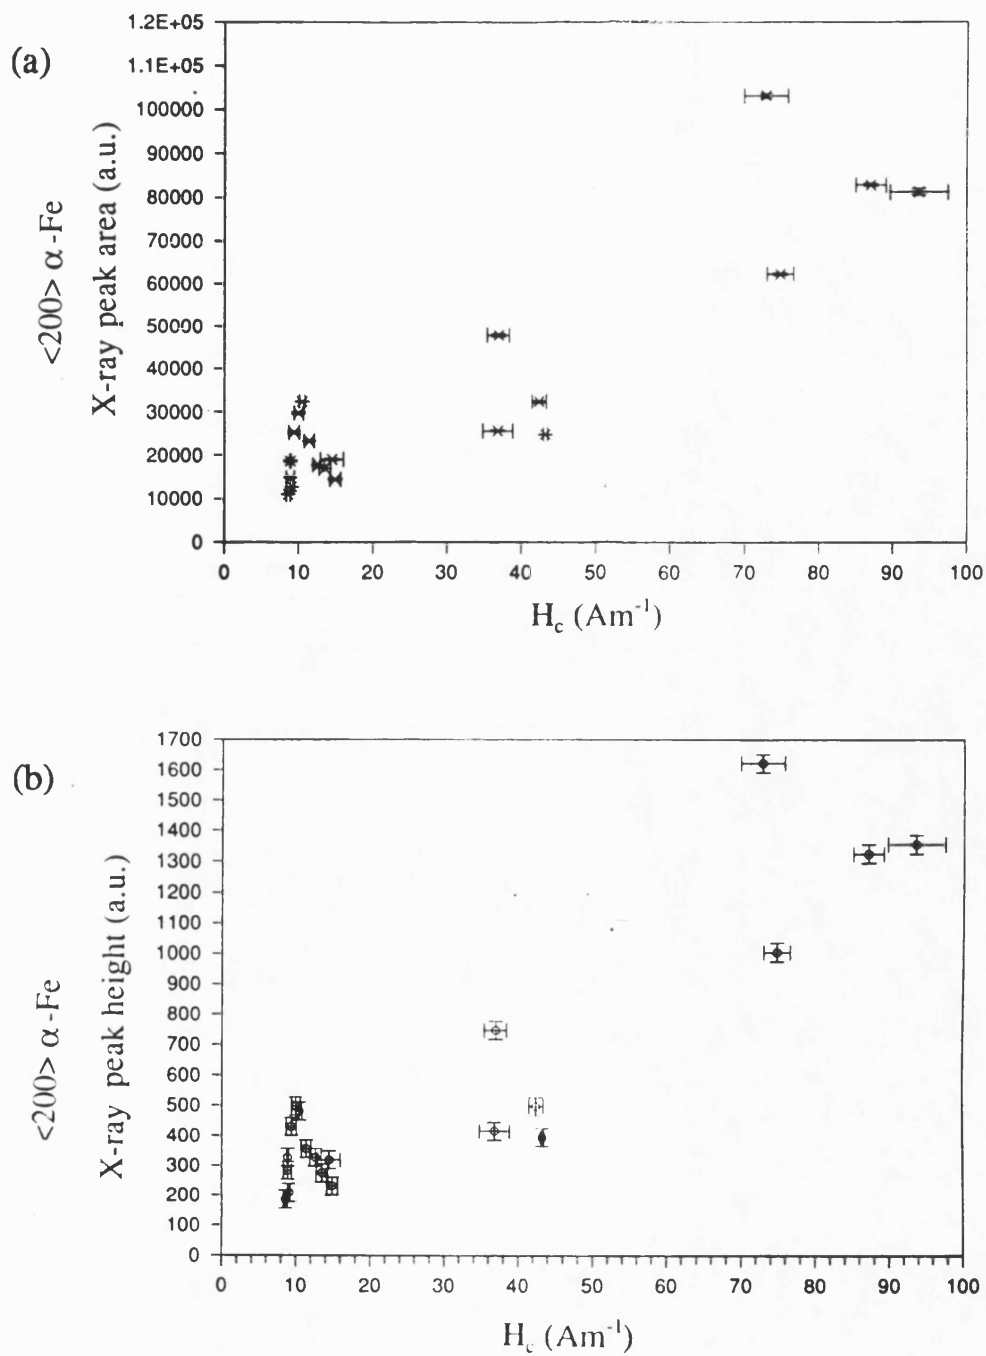 (a)
<200> α-Fe
X-ray peak area (a.u.)
1.2E+05
1.1E+05
100000
90000
80000
70000
60000
50000
40000
30000
20000
10000
0
0 10 20 30 40 50 60 70 80 90 100
H_c (Am⁻¹)
(b)
<200> α-Fe
X-ray peak height (a.u.)
1700
1600
1500
1400
1300
1200
1000
900
800
700
600
500
400
300
200
100
0
0 10 20 30 40 50 60 70 80 90 100
H_c (Am⁻¹)